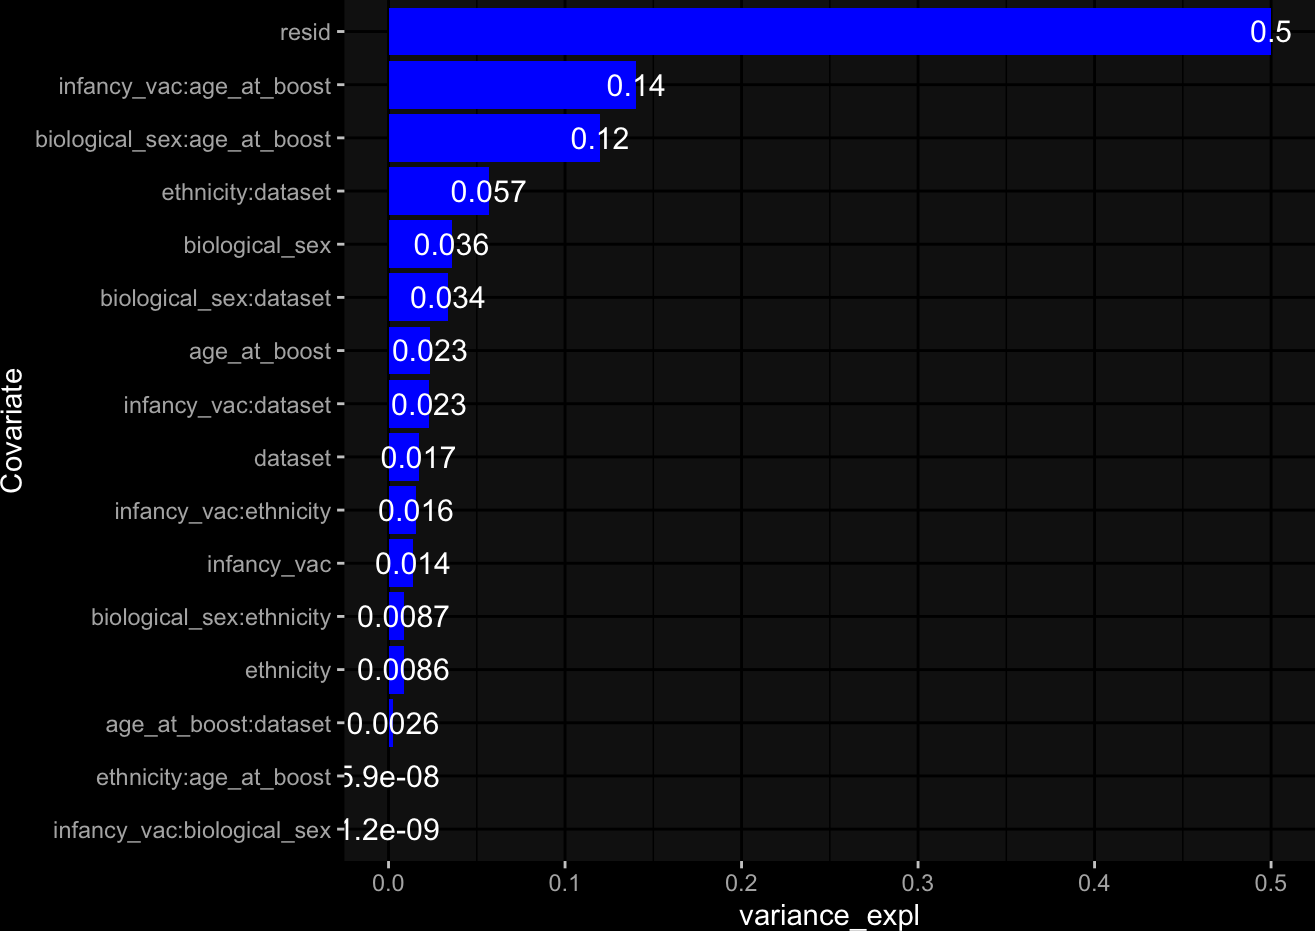 resid 0.5
infancy_vac:age_at_boost 0.14
biological_sex:age_at_boost 0.12
ethnicity:dataset 0.057
biological_sex 0.036
biological_sex:dataset 0.034
age_at_boost 0.023
infancy_vac:dataset 0.023
dataset 0.017
infancy_vac:ethnicity 0.016
infancy_vac 0.014
biological_sex:ethnicity 0.0087
ethnicity 0.0086
age_at_boost:dataset 0.0026
ethnicity:age_at_boost 5.9e-08
infancy_vac:biological_sex 1.2e-09
Covariate
0.0 0.1 0.2 0.3 0.4 0.5
variance_expl